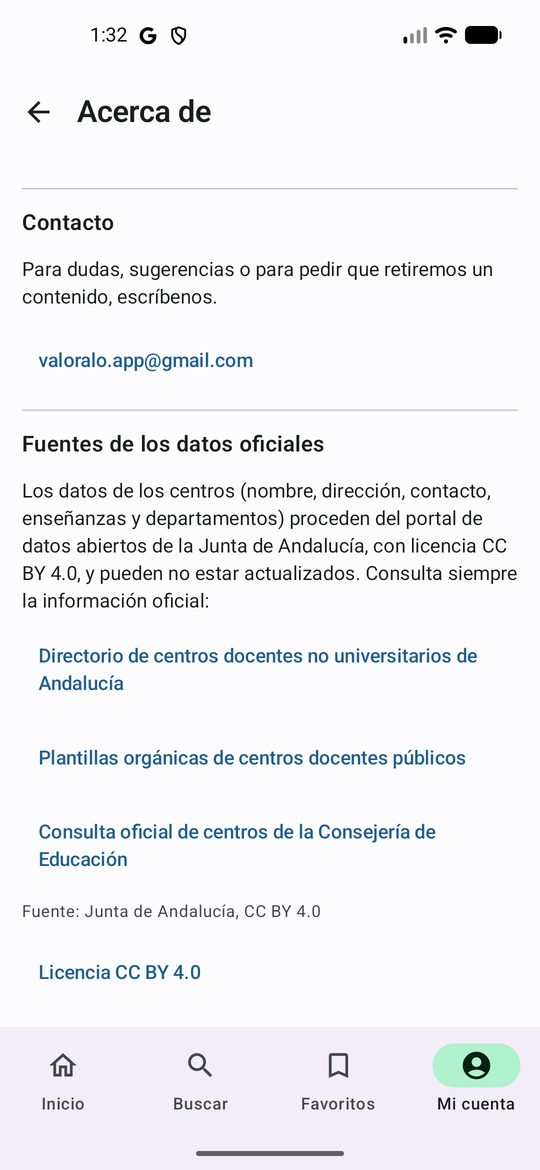 1:32
Acerca de
Contacto
Para dudas, sugerencias o para pedir que retiremos un
contenido, escríbenos.
valoralo.app@gmail.com
Fuentes de los datos oficiales
Los datos de los centros (nombre, dirección, contacto,
enseñanzas y departamentos) proceden del portal de
datos abiertos de la Junta de Andalucía, con licencia CC
BY 4.0, y pueden no estar actualizados. Consulta siempre
la información oficial:
Directorio de centros docentes no universitarios de
Andalucía
Plantillas orgánicas de centros docentes públicos
Consulta oficial de centros de la Consejería de
Educación
Fuente: Junta de Andalucía, CC BY 4.0
Licencia CC BY 4.0
Inicio
Buscar
Favoritos
Mi cuenta